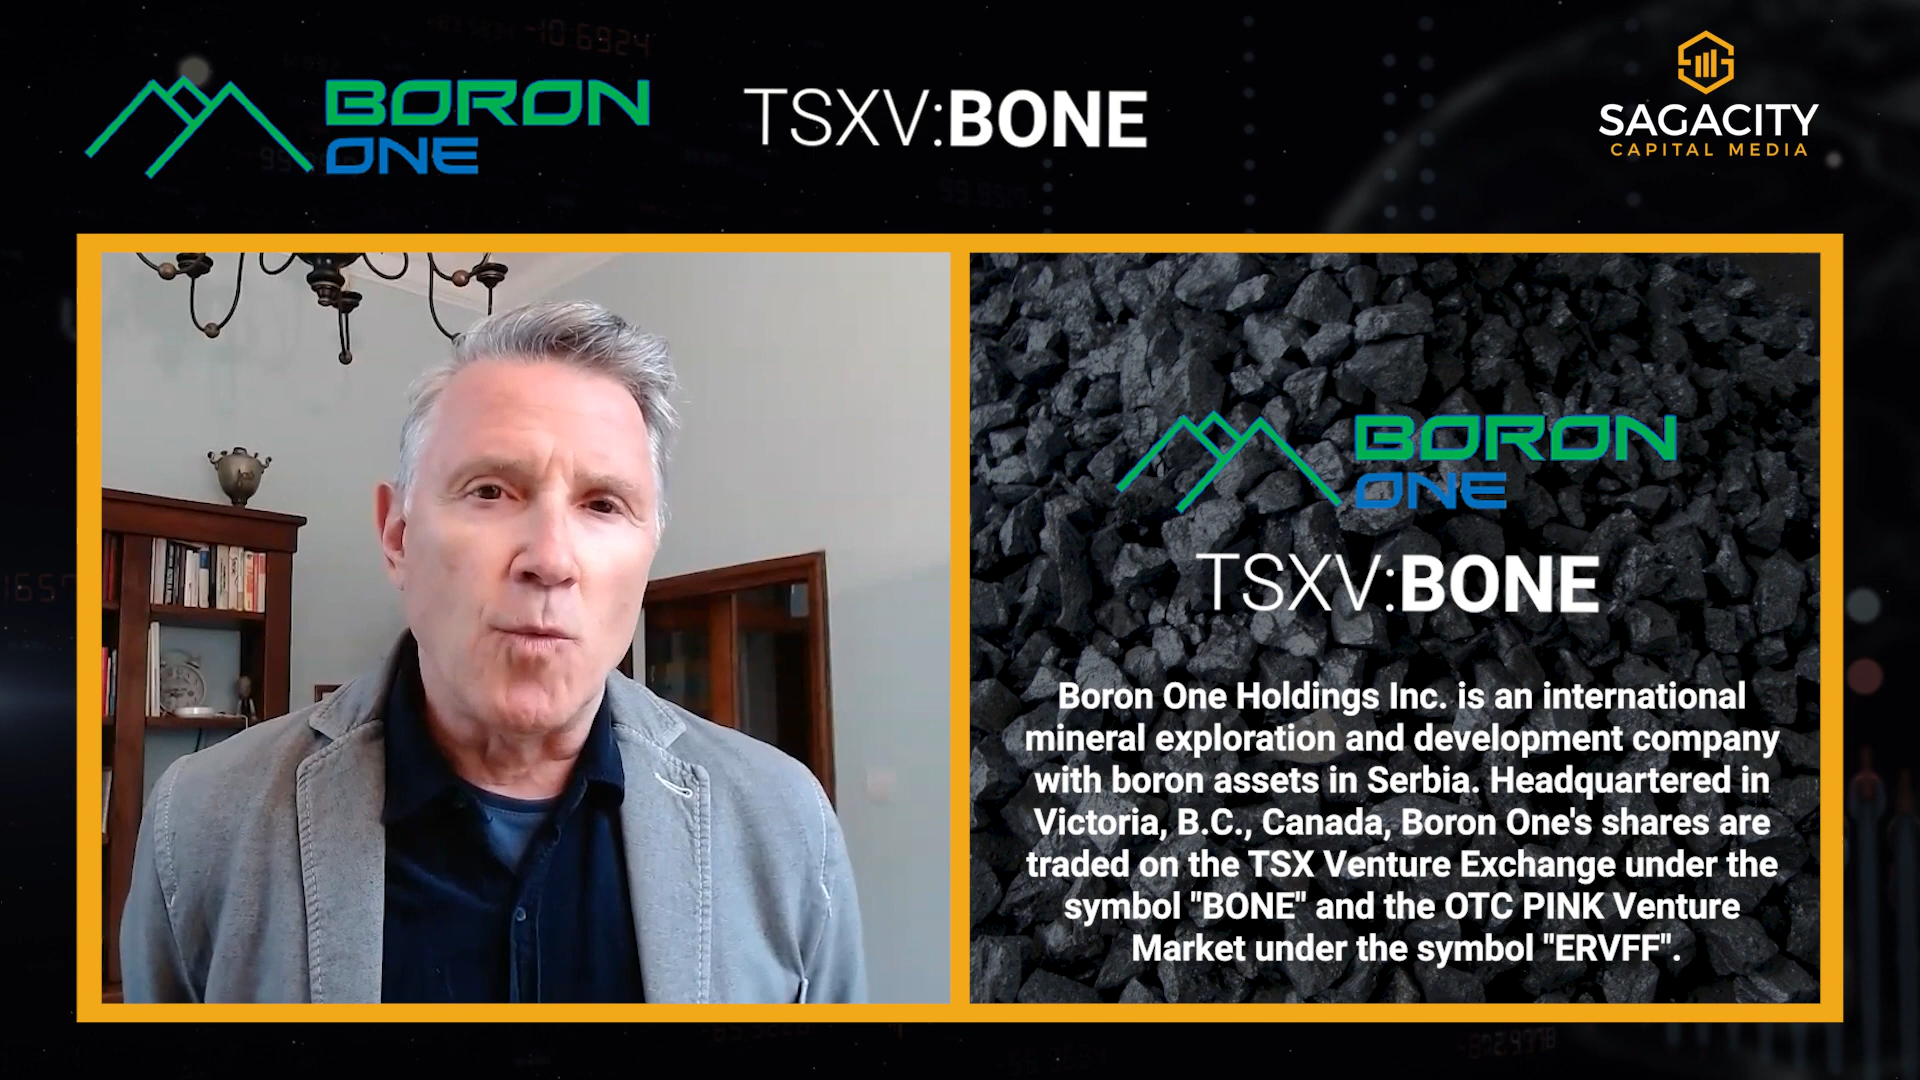 BORON
ONE
TSXV:BONE
SAGACITY
CAPITAL MEDIA
BORON
ONE
TSXV:BONE
Boron One Holdings Inc. is an international
mineral exploration and development company
with boron assets in Serbia. Headquartered in
Victoria, B.C., Canada, Boron One's shares are
traded on the TSX Venture Exchange under the
symbol "BONE" and the OTC PINK Venture
Market under the symbol "ERVFF".